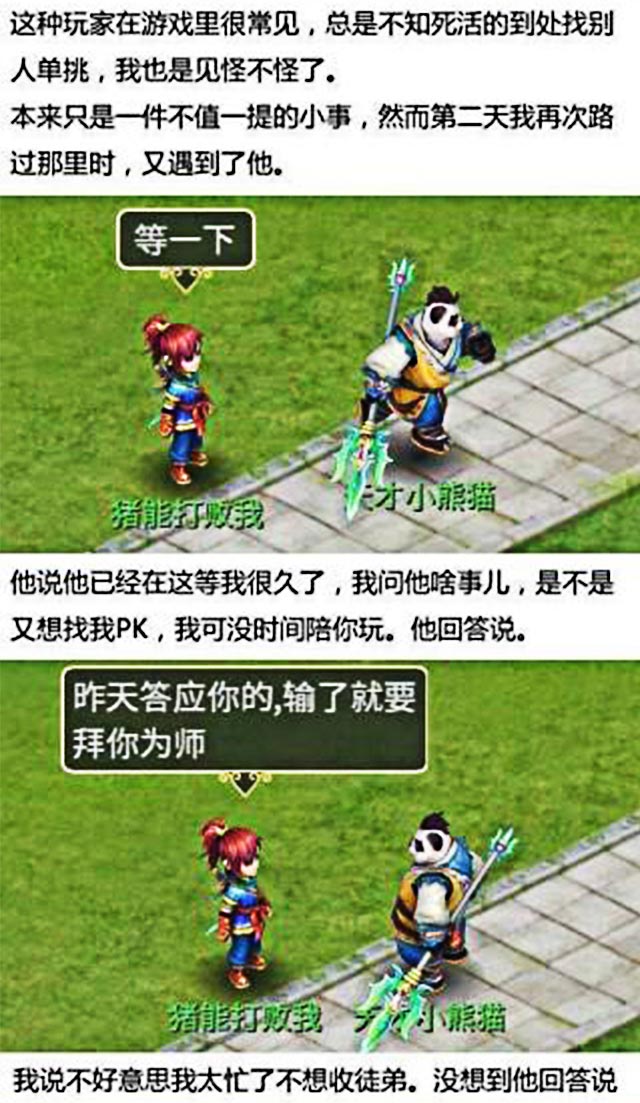 这种玩家在游戏里很常见，总是不知死活的到处找别
人单挑，我也是见怪不怪了。
本来只是一件不值一提的小事，然而第二天我再次路
过那里时，又遇到了他。
等一下
猪能打败我
天才小熊猫
他说他已经在这等我很久了，我问他啥事儿，是不是
又想找我PK，我可没时间陪你玩。他回答说。
昨天答应你的,输了就要
拜你为师
猪能打败我
天才小熊猫
我说不好意思我太忙了不想收徒弟。没想到他回答说